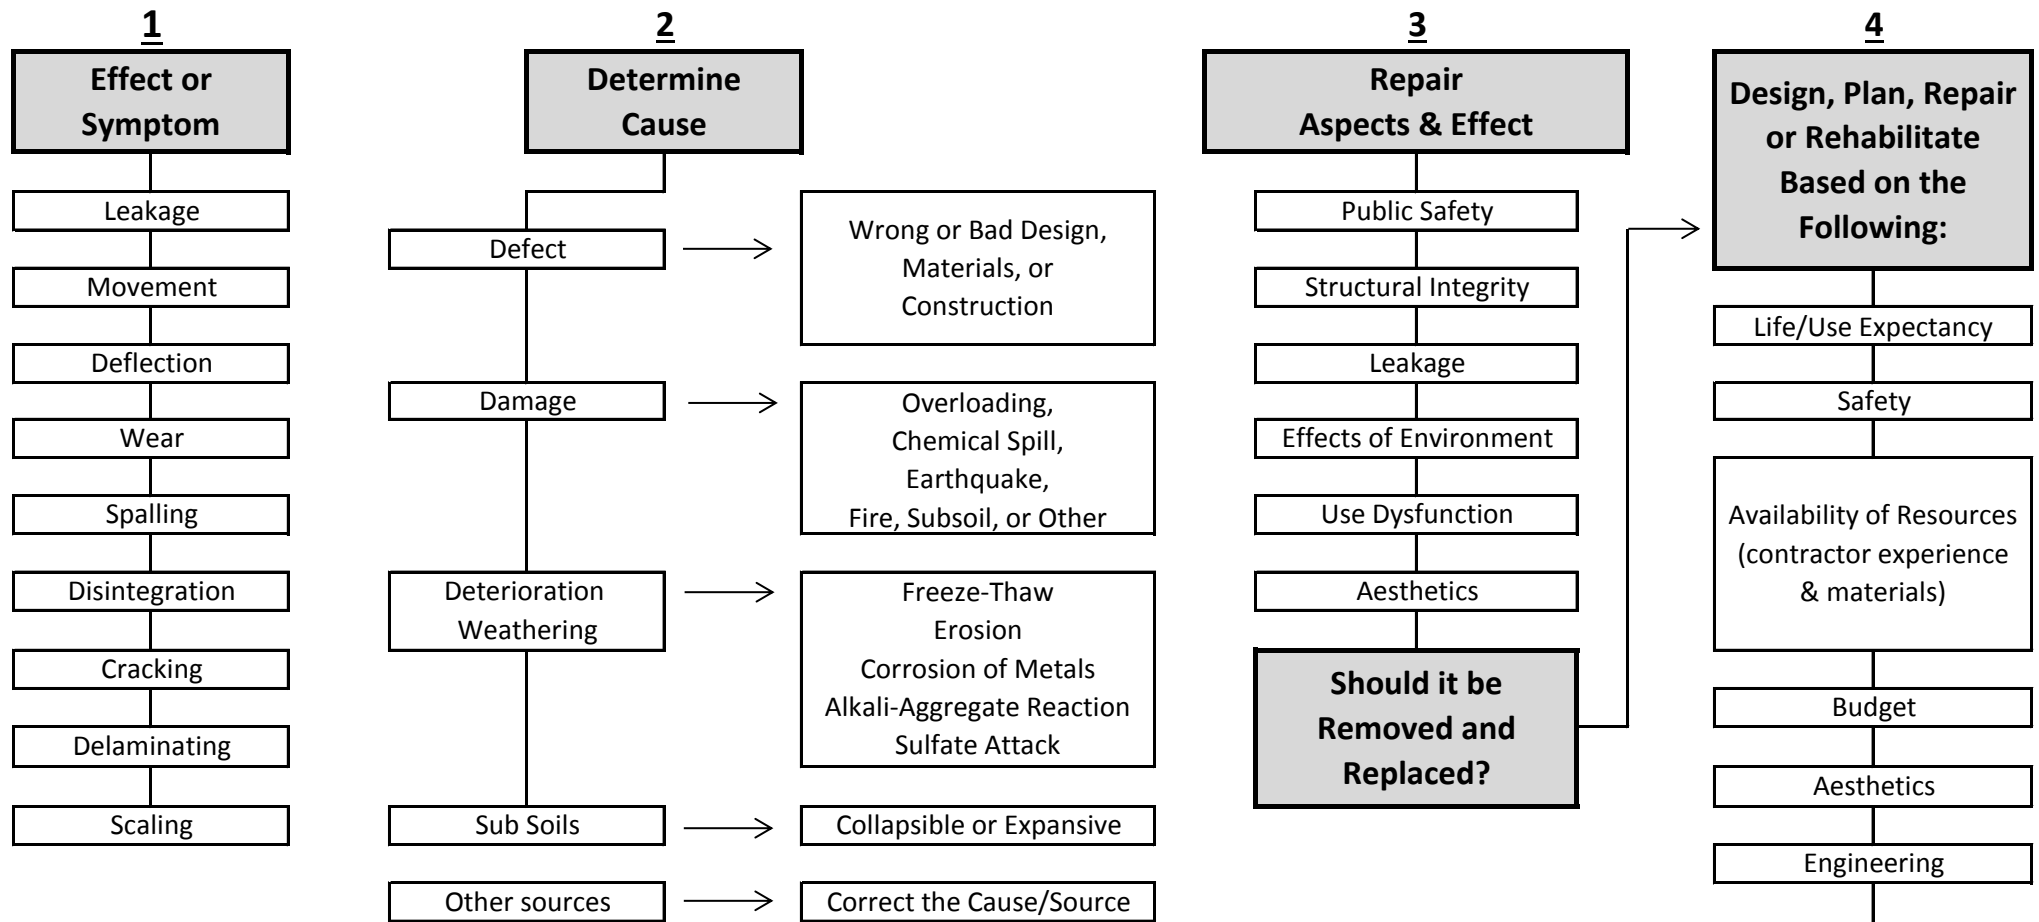 1
Effect or
Symptom
Leakage
Movement
Deflection
Wear
Spalling
Disintegration
Cracking
Delaminating
Scaling
2
Determine
Cause
Defect
Wrong or Bad Design,
Materials, or
Construction
Damage
Overloading,
Chemical Spill,
Earthquake,
Fire, Subsoil, or Other
Deterioration
Weathering
Freeze-Thaw
Erosion
Corrosion of Metals
Alkali-Aggregate Reaction
Sulfate Attack
Sub Soils
Collapsible or Expansive
Other sources
Correct the Cause/Source
3
Repair
Aspects & Effect
Public Safety
Structural Integrity
Leakage
Effects of Environment
Use Dysfunction
Aesthetics
Should it be
Removed and
Replaced?
4
Design, Plan, Repair
or Rehabilitate
Based on the
Following:
Life/Use Expectancy
Safety
Availability of Resources
(contractor experience
& materials)
Budget
Aesthetics
Engineering